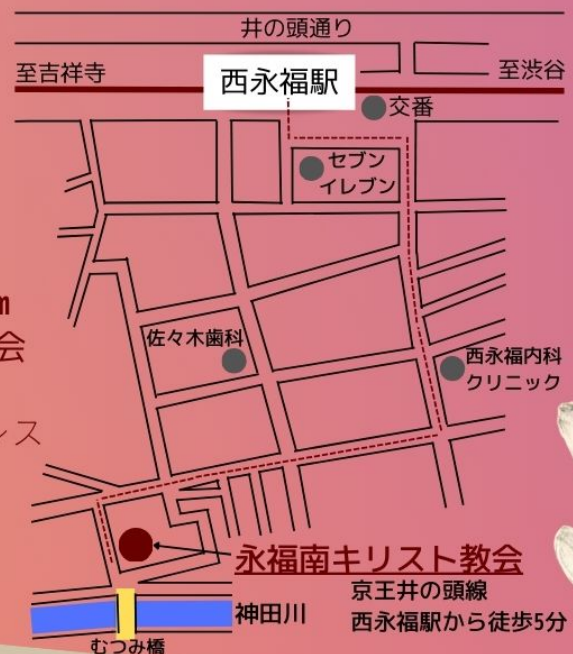 井の頭通り
至吉祥寺
至渋谷
西永福駅
交番
セブン
イレブン
m
会
佐々木歯科
西永福内科
クリニック
レス
永福南キリスト教会
京王井の頭線
西永福駅から徒歩5分
神田川
むつみ橋